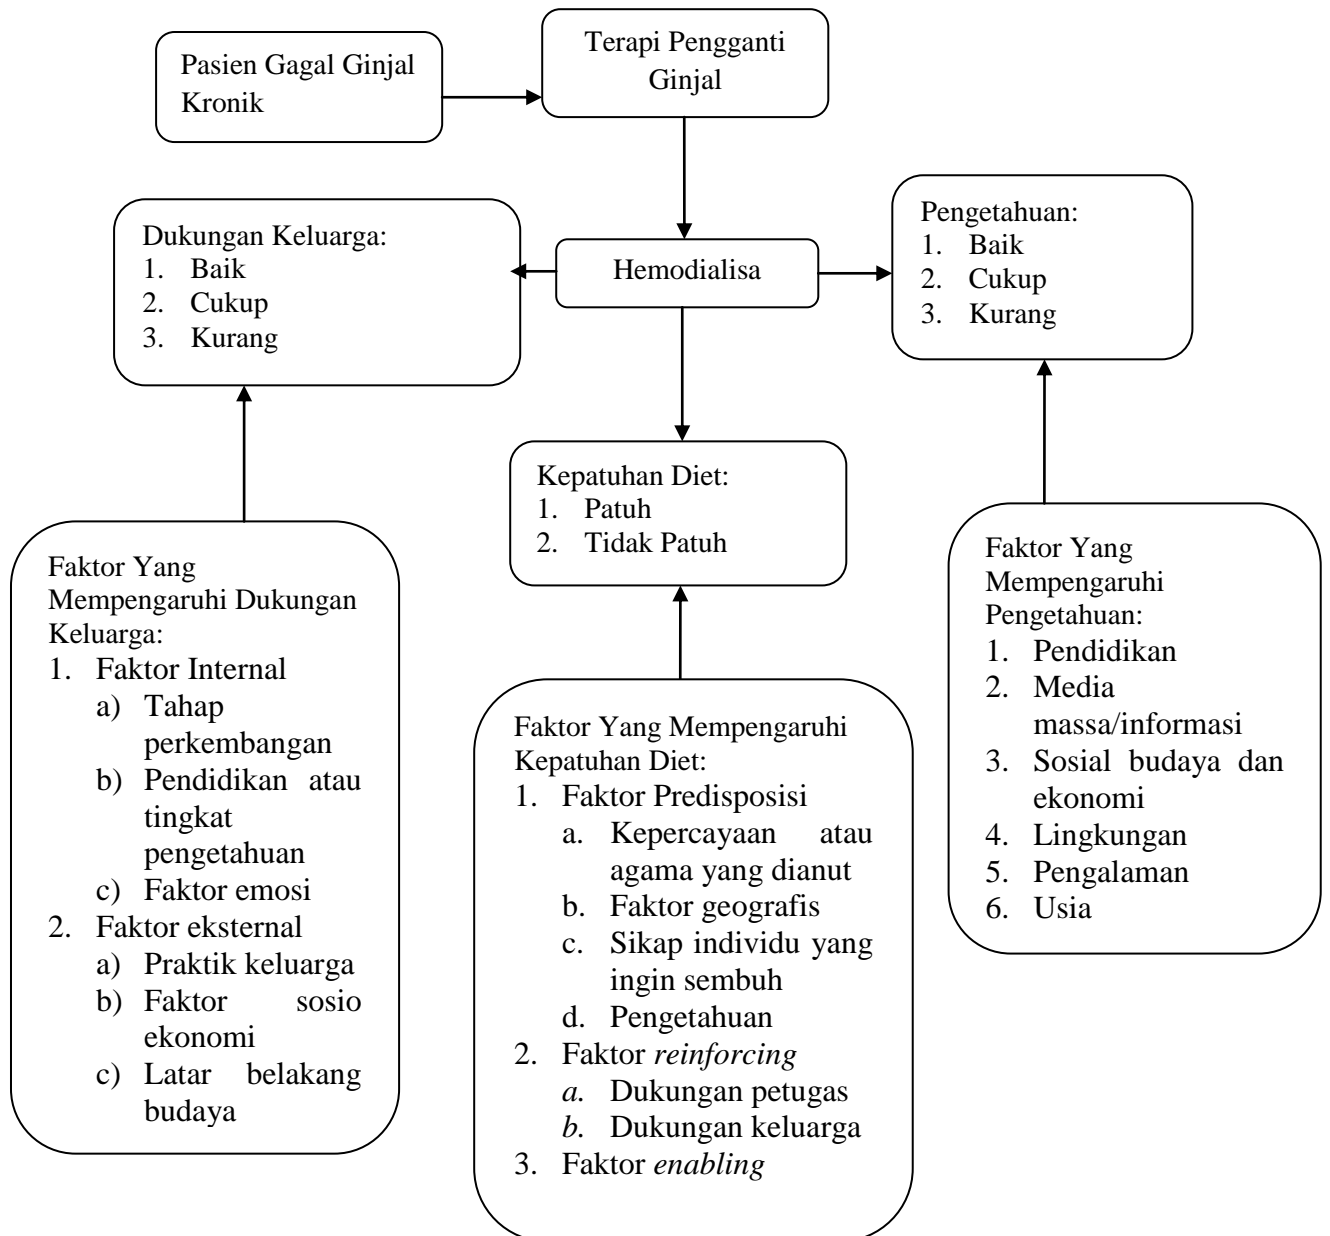 Pasien Gagal Ginjal
Kronik
Terapi Pengganti
Ginjal
Dukungan Keluarga:
1. Baik
2. Cukup
3. Kurang
Hemodialisa
Pengetahuan:
1. Baik
2. Cukup
3. Kurang
Kepatuhan Diet:
1. Patuh
2. Tidak Patuh
Faktor Yang
Mempengaruhi Dukungan
Keluarga:
1. Faktor Internal
a) Tahap
perkembangan
b) Pendidikan atau
tingkat
pengetahuan
c) Faktor emosi
2. Faktor eksternal
a) Praktik keluarga
b) Faktor sosio
ekonomi
c) Latar belakang
budaya
Faktor Yang Mempengaruhi
Kepatuhan Diet:
1. Faktor Predisposisi
a. Kepercayaan atau
agama yang dianut
b. Faktor geografis
c. Sikap individu yang
ingin sembuh
d. Pengetahuan
2. Faktor reinforcing
a. Dukungan petugas
b. Dukungan keluarga
3. Faktor enabling
Faktor Yang
Mempengaruhi
Pengetahuan:
1. Pendidikan
2. Media
massa/informasi
3. Sosial budaya dan
ekonomi
4. Lingkungan
5. Pengalaman
6. Usia